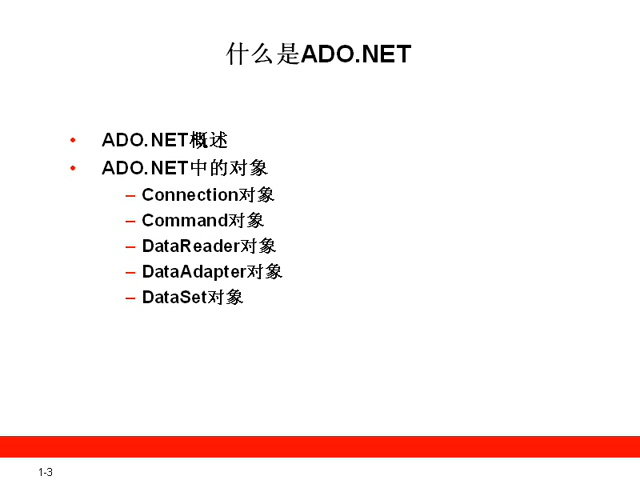 什么是ADO.NET
• ADO.NET概述
• ADO.NET中的对象
– Connection对象
– Command对象
– DataReader对象
– DataAdapter对象
– DataSet对象
1-3